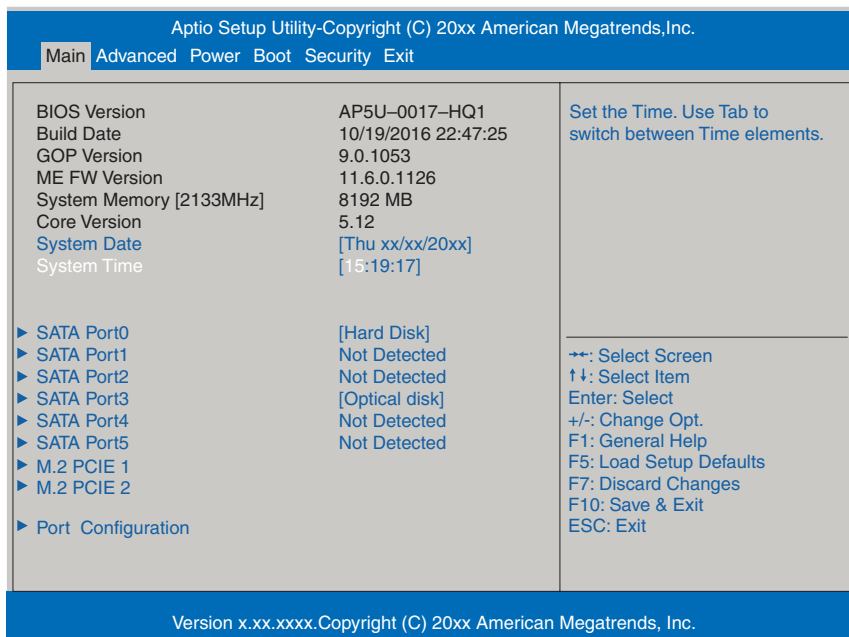 Aptio Setup Utility-Copyright (C) 20xx American Megatrends,Inc.
Main Advanced Power Boot Security Exit
BIOS Version AP5U–0017–HQ1
Build Date 10/19/2016 22:47:25
GOP Version 9.0.1053
ME FW Version 11.6.0.1126
System Memory [2133MHz] 8192 MB
Core Version 5.12
System Date [Thu xx/xx/20xx]
System Time [15:19:17]
SATA Port0 [Hard Disk]
SATA Port1 Not Detected
SATA Port2 Not Detected
SATA Port3 [Optical disk]
SATA Port4 Not Detected
SATA Port5 Not Detected
M.2 PCIE 1
M.2 PCIE 2
Port Configuration
Set the Time. Use Tab to
switch between Time elements.
→←: Select Screen
↑↓: Select Item
Enter: Select
+/-: Change Opt.
F1: General Help
F5: Load Setup Defaults
F7: Discard Changes
F10: Save & Exit
ESC: Exit
Version x.xx.xxxx.Copyright (C) 20xx American Megatrends, Inc.